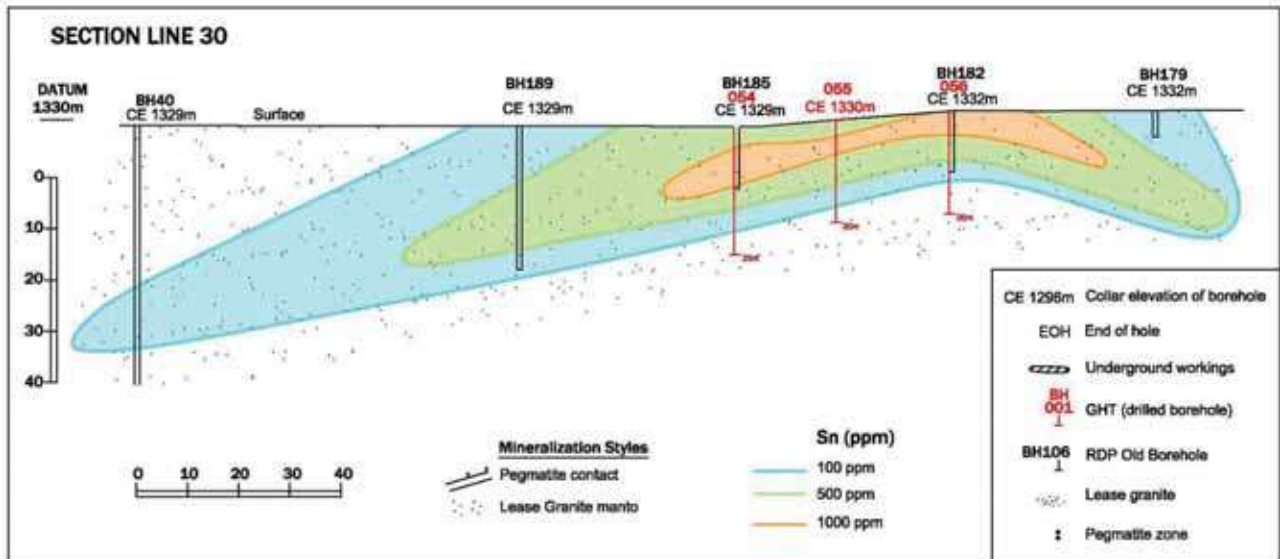 SECTION LINE 30
DATUM
1330m
BH40
CE 1329m
Surface
BH189
CE 1329m
BH185
054
CE 1329m
055
CE 1330m
BH182
056
CE 1332m
BH179
CE 1332m
0
10
20
30
40
0 10 20 30 40
Mineralization Styles
Pegmatite contact
Lease Granite manto
Sn (ppm)
100 ppm
500 ppm
1000 ppm
CE 1296m Collar elevation of borehole
EOH End of hole
Underground workings
BH
001 GHT (drilled borehole)
BH106 RDP Old Borehole
Lease granite
Pegmatite zone